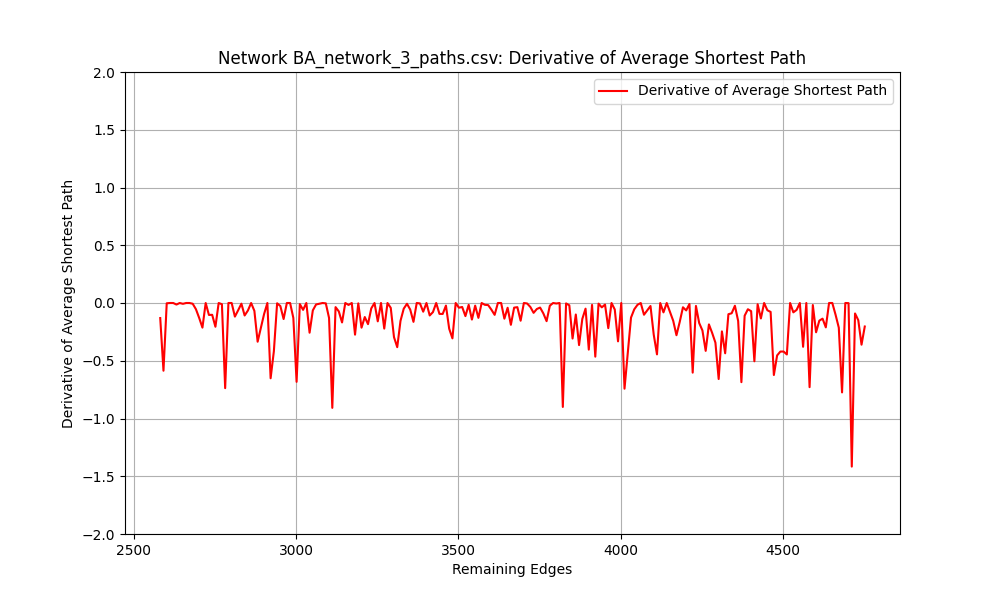 Network BA_network_3_paths.csv: Derivative of Average Shortest Path
Derivative of Average Shortest Path
2.0
1.5
1.0
0.5
0.0
−0.5
−1.0
−1.5
−2.0
Derivative of Average Shortest Path
2500 3000 3500 4000 4500
Remaining Edges